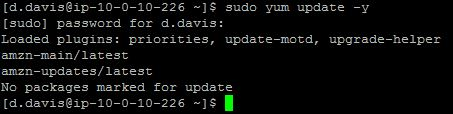 [d.davis@ip-10-0-10-226 ~]$ sudo yum update -y
[sudo] password for d.davis:
Loaded plugins: priorities, update-motd, upgrade-helper
amzn-main/latest
amzn-updates/latest
No packages marked for update
[d.davis@ip-10-0-10-226 ~]$